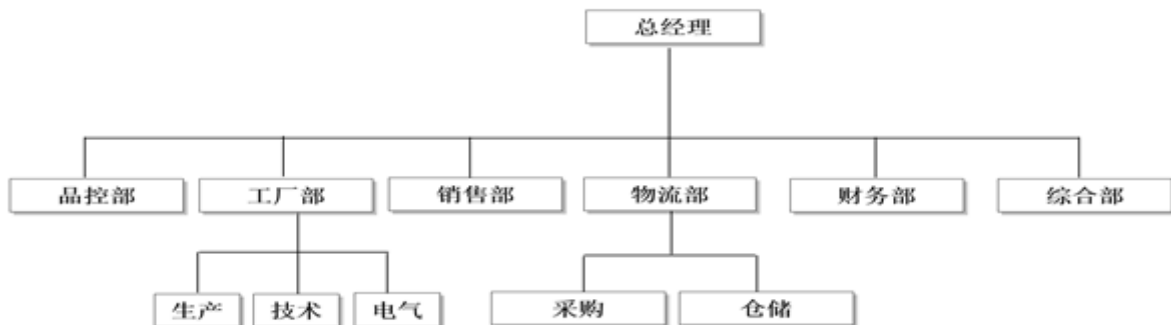 总经理
品控部 工厂部 销售部 物流部 财务部 综合部
生产 技术 电气 采购 仓储